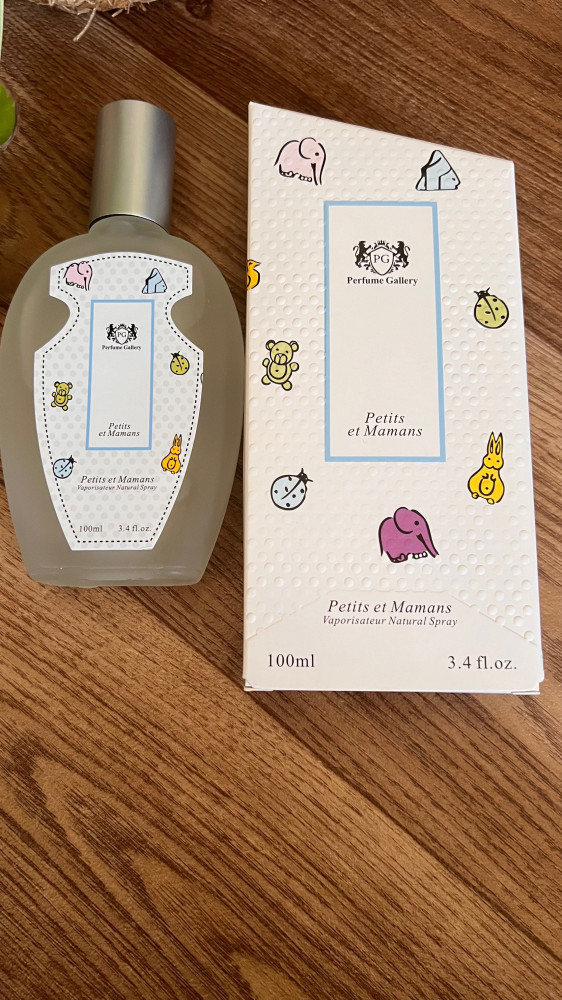 PG
Perfume Gallery
Petits
et Mamans
Petits et Mamans
Vaporisateur Natural Spray
100ml 3.4 fl.oz.
PG
Perfume Gallery
Petits
et Mamans
Petits et Mamans
Vaporisateur Natural Spray
100ml 3.4 fl.oz.